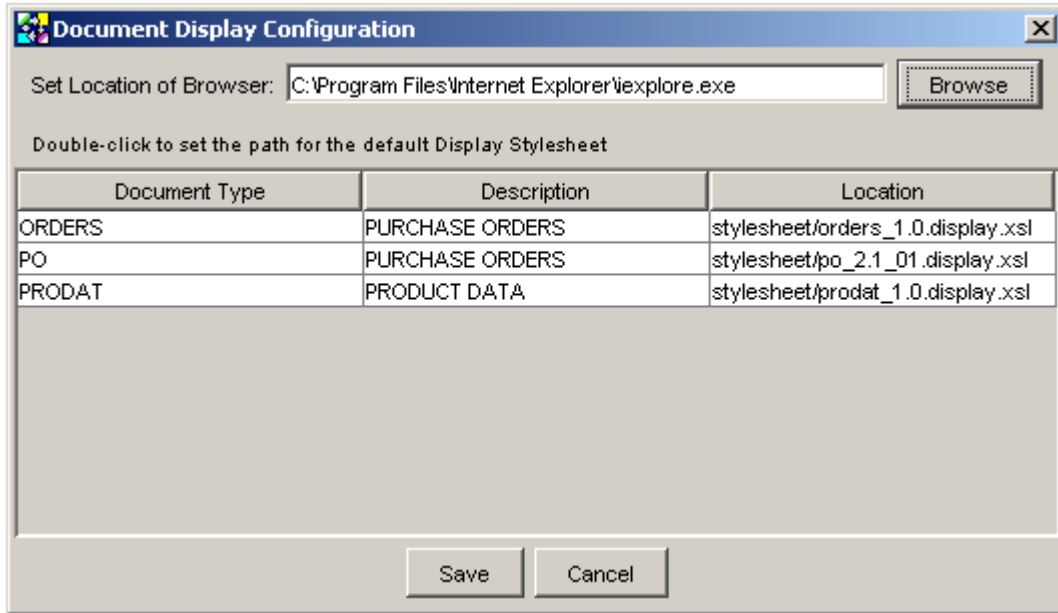 Document Display Configuration
Set Location of Browser: C:\Program Files\Internet Explorer\iexplore.exe Browse
Double-click to set the path for the default Display Stylesheet
Document Type Description Location
ORDERS PURCHASE ORDERS stylesheet/orders_1.0.display.xsl
PO PURCHASE ORDERS stylesheet/po_2.1_01.display.xsl
PRODAT PRODUCT DATA stylesheet/prodat_1.0.display.xsl
Save Cancel